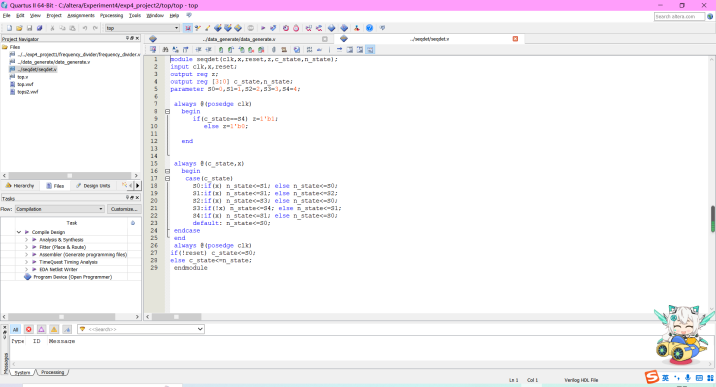 Quartus II 64-Bit - C:/altera/Experiment4/exp4_project2/top/top - top
File Edit View Project Assignments Processing Tools Window Help
Search altera.com
top
Project Navigator
.../data_generate/data_generate.v
.../seqdet/seqdet.v
Files
../../exp4_project1/frequency_divider/frequency_divider.v
../data_generate/data_generate.v
../seqdet/seqdet.v
top.v
top.vwf
Hierarchy Files Design Units
Tasks
Flow: Compilation Customize...
Task
Compile Design
Analysis & Synthesis
Fitter (Place & Route)
Assembler (Generate programming files)
TimeQuest Timing Analysis
EDA Netlist Writer
Program Device (Open Programmer)
1 module seqdet(clk,x,reset,z,c_state,n_state);
2 input clk,x,reset;
3 output reg z;
4 output reg [3:0] c_state,n_state;
5 parameter S0=0,S1=1,S2=2,S3=3,S4=4;
6
7 always @(posedge clk)
8 begin
9 if(c_state==S4) z=1'b1;
10 else z=1'b0;
11
12 end
13
14
15 always @(c_state,x)
16 begin
17 case(c_state)
18 S0:if(x) n_state<=S1; else n_state<=S0;
19 S1:if(x) n_state<=S1; else n_state<=S2;
20 S2:if(x) n_state<=S3; else n_state<=S0;
21 S3:if(!x) n_state<=S4; else n_state<=S1;
22 S4:if(x) n_state<=S1; else n_state<=S0;
23 default: n_state<=S0;
24 endcase
25 end
26 always @(posedge clk)
27 if(!reset) c_state<=S0;
28 else c_state<=n_state;
29 endmodule
All
<<Search>>
Type ID Message
Messages
System Processing
Ln 1 Col 1 Verilog HDL File
英